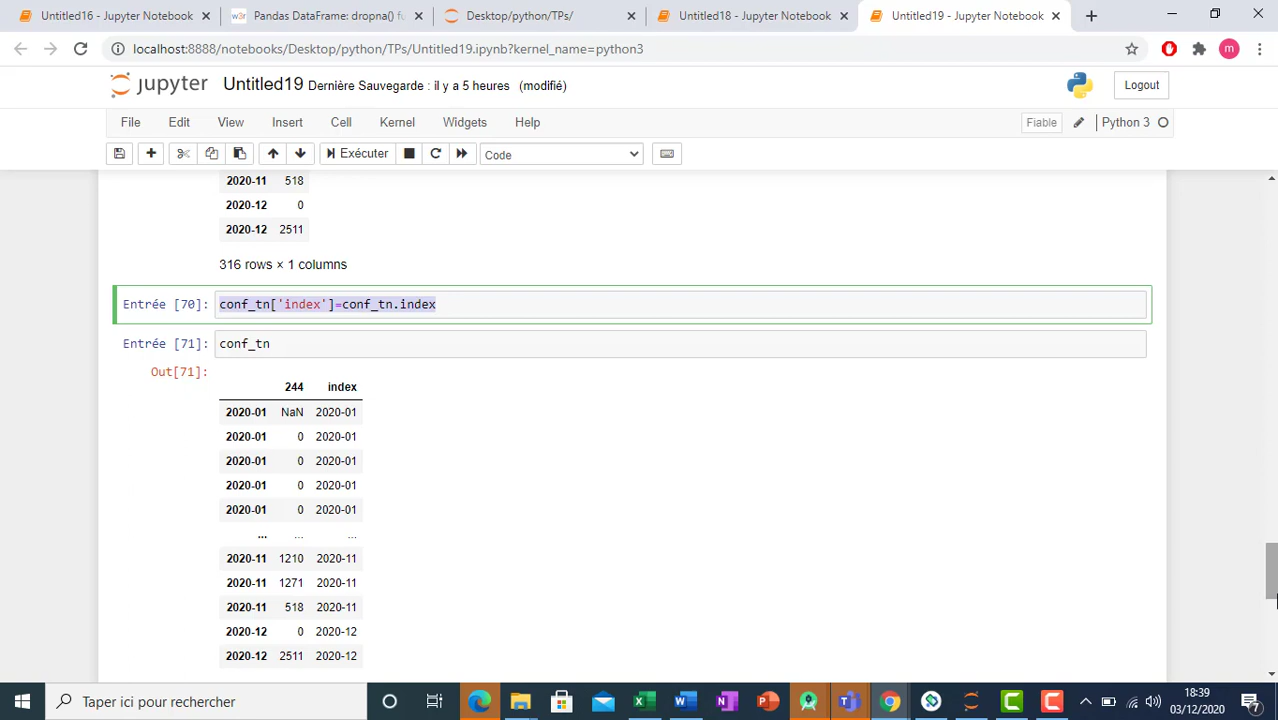 Untitled16 - Jupyter Notebook
w3r Pandas DataFrame: dropna() fu
Desktop/python/TPs/
Untitled18 - Jupyter Notebook
Untitled19 - Jupyter Notebook
localhost:8888/notebooks/Desktop/python/TPs/Untitled19.ipynb?kernel_name=python3
m
jupyter Untitled19 Dernière Sauvegarde : il y a 5 heures (modifié)
Logout
File Edit View Insert Cell Kernel Widgets Help
Fiable Python 3
Exécuter Code
2020-11 518
2020-12 0
2020-12 2511
316 rows × 1 columns
Entrée [70]: conf_tn['index']=conf_tn.index
Entrée [71]: conf_tn
Out[71]:
244 index
2020-01 NaN 2020-01
2020-01 0 2020-01
2020-01 0 2020-01
2020-01 0 2020-01
2020-01 0 2020-01
... ... ...
2020-11 1210 2020-11
2020-11 1271 2020-11
2020-11 518 2020-11
2020-12 0 2020-12
2020-12 2511 2020-12
Taper ici pour rechercher
18:39
03/12/2020
7